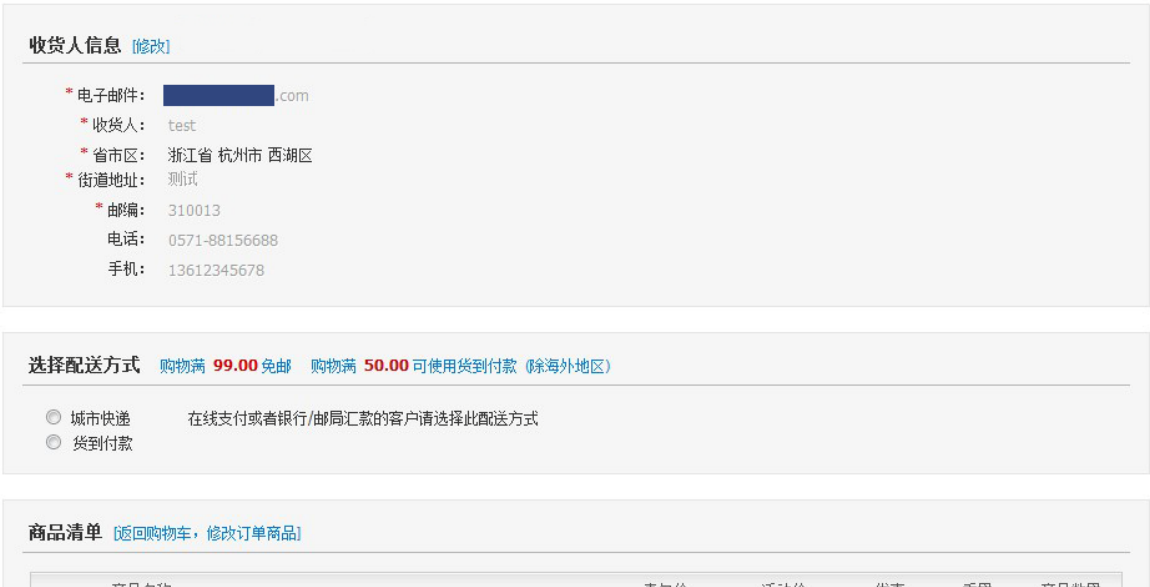 收货人信息 [修改]
* 电子邮件： .com
* 收货人： test
* 省市区： 浙江省 杭州市 西湖区
* 街道地址： 测试
* 邮编： 310013
电话： 0571-88156688
手机： 13612345678
选择配送方式 购物满 99.00 免邮 购物满 50.00 可使用货到付款 (除海外地区)
城市快递 在线支付或者银行/邮局汇款的客户请选择此配送方式
货到付款
商品清单 [返回购物车，修改订单商品]